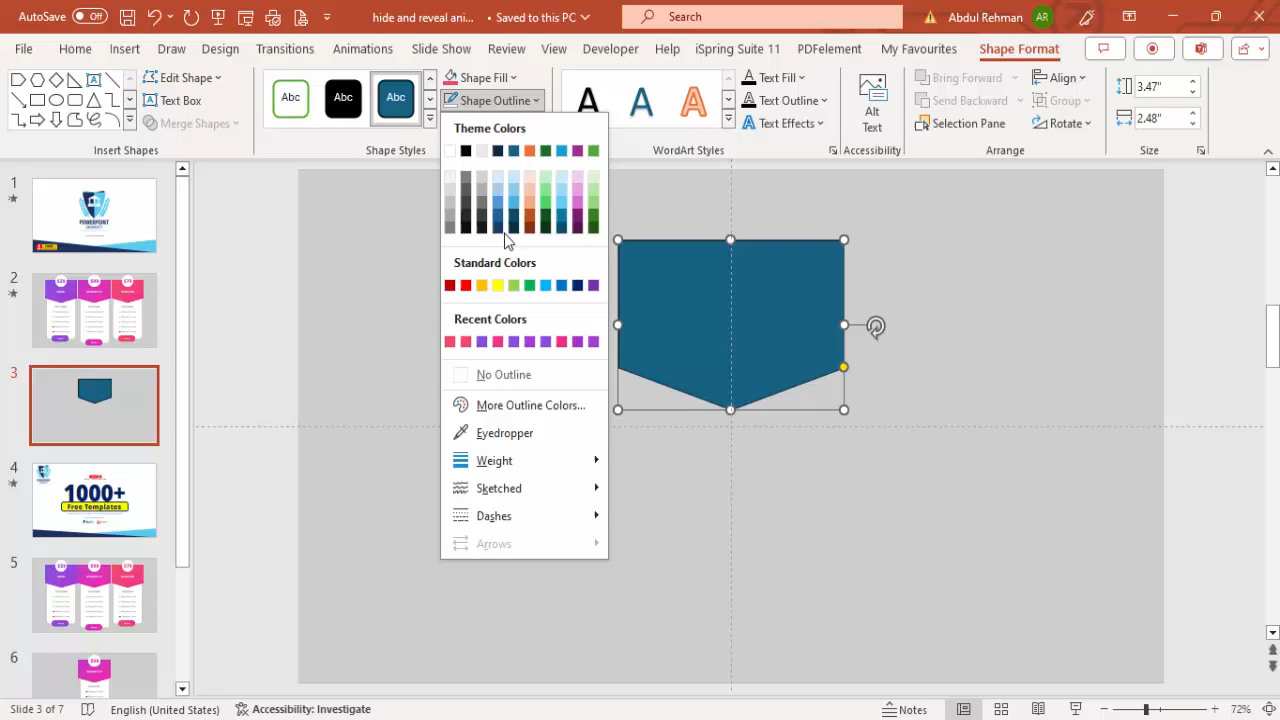 AutoSave Off
hide and reveal ani... • Saved to this PC
Search
Abdul Rehman AR
File Home Insert Draw Design Transitions Animations Slide Show Review View Developer Help iSpring Suite 11 PDFelement My Favourites Shape Format
Edit Shape
Text Box
Merge Shapes
Insert Shapes
Abc Abc Abc
Shape Fill
Shape Outline
Shape Styles
A A A
Text Fill
Text Outline
Text Effects
WordArt Styles
Alt
Text
Accessibility
Bring Forward
Send Backward
Selection Pane
Align
Group
Rotate
Arrange
3.47"
2.48"
Size
Theme Colors
Standard Colors
Recent Colors
No Outline
More Outline Colors...
Eyedropper
Weight
Sketched
Dashes
Arrows
1
POWERPOINT
UNIVERSITY
2
3
4
1000+
Free Templates
5
6
Slide 3 of 7
English (United States)
Accessibility: Investigate
Notes
72%